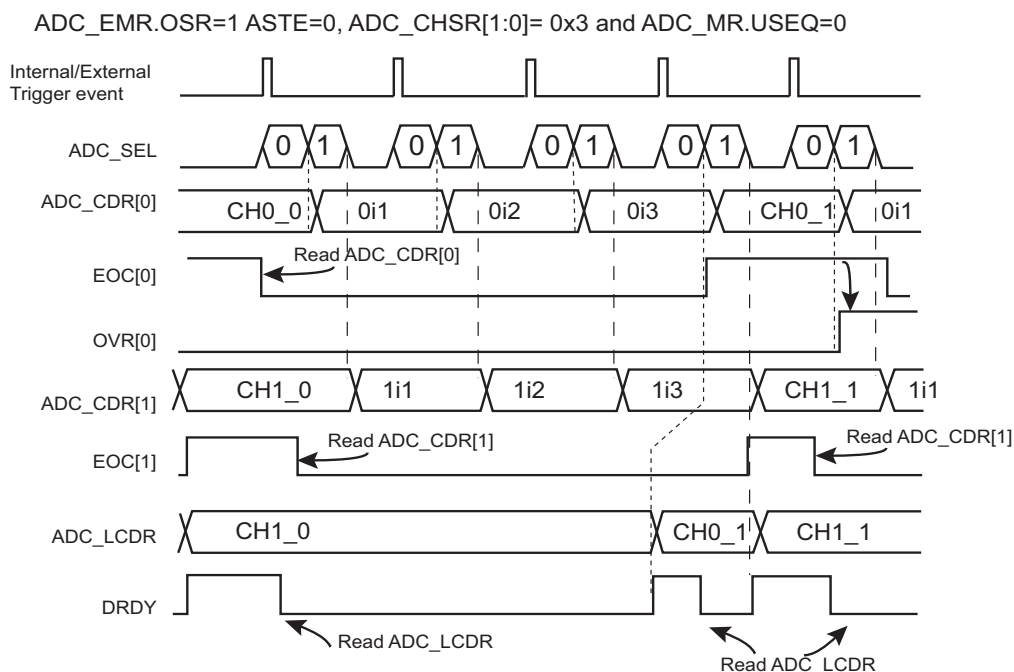 ADC_EMR.OSR=1 ASTE=0, ADC_CHSR[1:0]= 0x3 and ADC_MR.USEQ=0
Internal/External
Trigger event
ADC_SEL 0 1 0 1 0 1 0 1 0 1
ADC_CDR[0] CH0_0 0i1 0i2 0i3 CH0_1 0i1
Read ADC_CDR[0]
EOC[0]
OVR[0]
ADC_CDR[1] CH1_0 1i1 1i2 1i3 CH1_1 1i1
Read ADC_CDR[1] Read ADC_CDR[1]
EOC[1]
ADC_LCDR CH1_0 CH0_1 CH1_1
DRDY
Read ADC_LCDR
Read ADC_LCDR